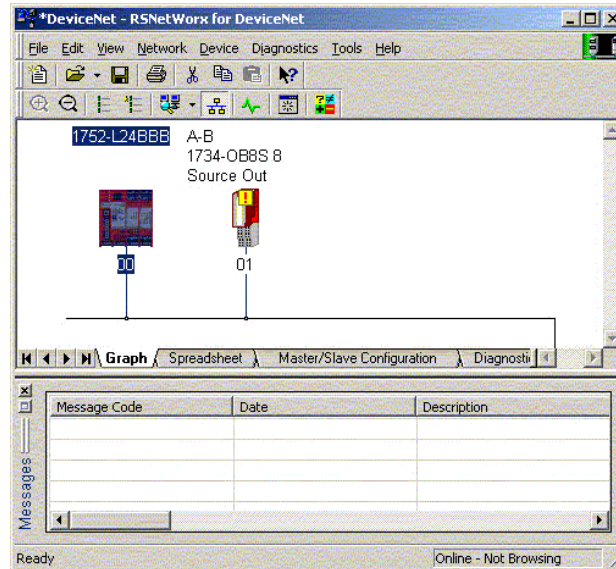 *DeviceNet - RSNetWorx for DeviceNet
File Edit View Network Device Diagnostics Tools Help
1752-L24BBB A-B
1734-OB8S 8
Source Out
00 01
Graph Spreadsheet Master/Slave Configuration Diagnosti
Message Code Date Description
Messages
Ready Online - Not Browsing